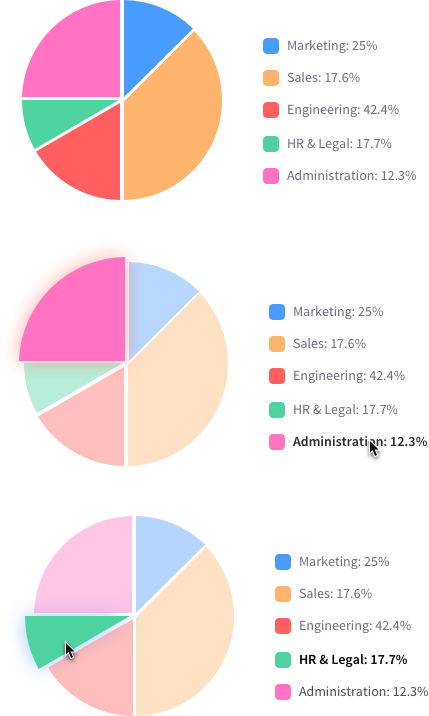 Marketing: 25%
Sales: 17.6%
Engineering: 42.4%
HR & Legal: 17.7%
Administration: 12.3%
Marketing: 25%
Sales: 17.6%
Engineering: 42.4%
HR & Legal: 17.7%
Administration: 12.3%
Marketing: 25%
Sales: 17.6%
Engineering: 42.4%
HR & Legal: 17.7%
Administration: 12.3%